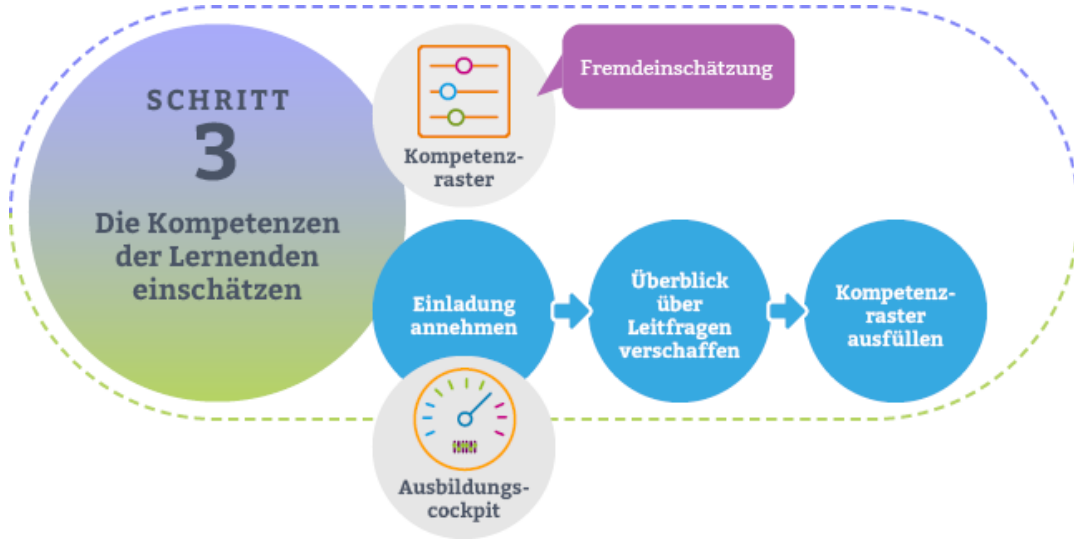 SCHRITT
3
Die Kompetenzen
der Lernenden
einschätzen
Kompetenz-
raster
Fremdeinschätzung
Einladung
annehmen
Überblick
über
Leitfragen
verschaffen
Kompetenz-
raster
ausfüllen
Ausbildungs-
cockpit